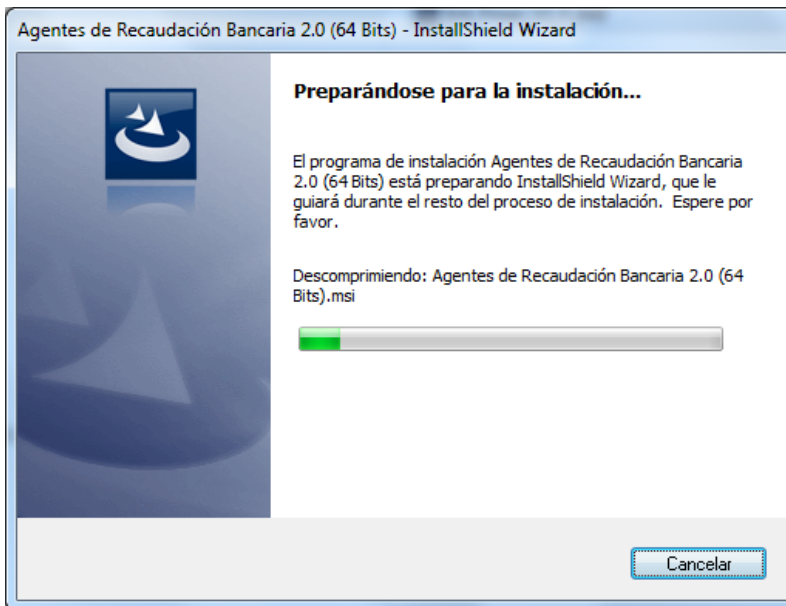 Agentes de Recaudación Bancaria 2.0 (64 Bits) - InstallShield Wizard
Preparándose para la instalación...
El programa de instalación Agentes de Recaudación Bancaria
2.0 (64 Bits) está preparando InstallShield Wizard, que le
guiará durante el resto del proceso de instalación. Espere por
favor.
Descomprimiendo: Agentes de Recaudación Bancaria 2.0 (64
Bits).msi
Cancelar